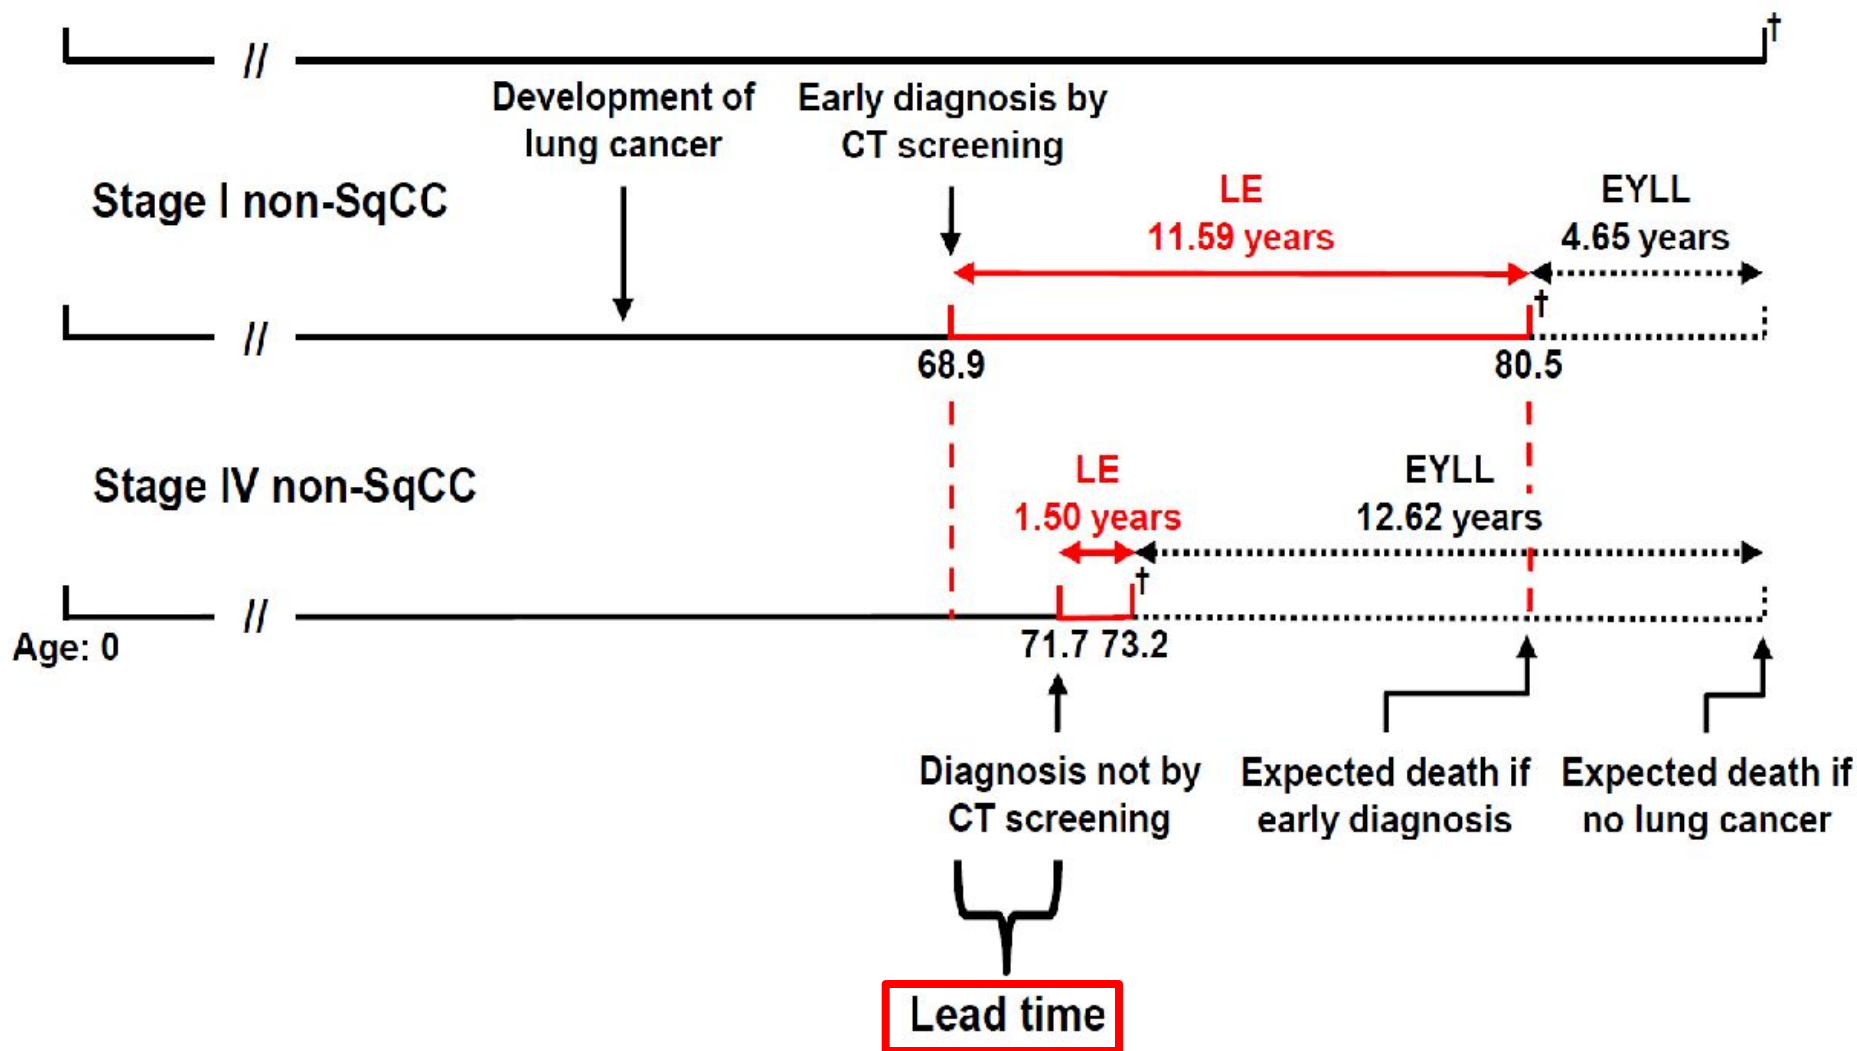 †
//
Development of
lung cancer
Early diagnosis by
CT screening
Stage I non-SqCC
LE
11.59 years
EYLL
4.65 years
†
//
68.9
80.5
Stage IV non-SqCC
LE
1.50 years
EYLL
12.62 years
†
//
Age: 0
71.7 73.2
Diagnosis not by
CT screening
Expected death if
early diagnosis
Expected death if
no lung cancer
Lead time